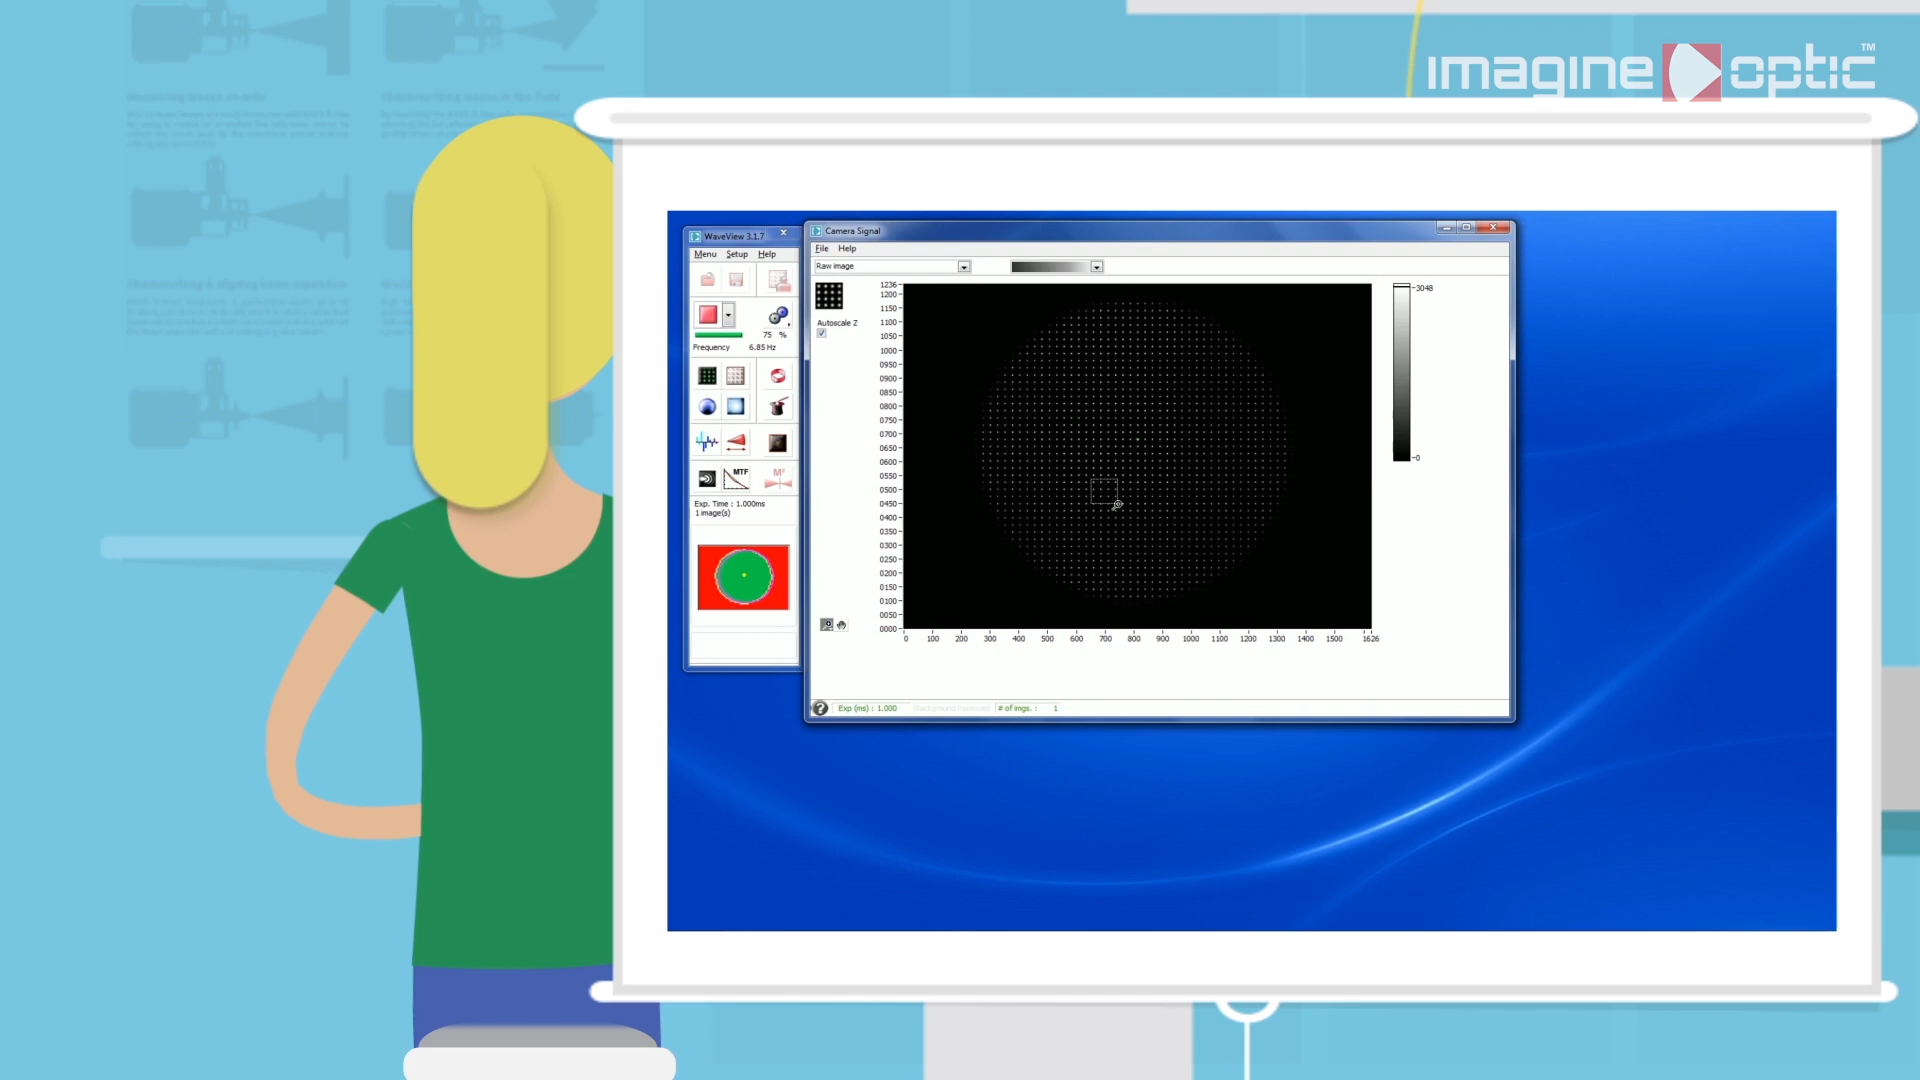 imagine optic™
WaveView 3.1.7
Menu Setup Help
75 %
Frequency 6.85 Hz
MTF
M²
Exp. Time : 1.000ms
1 image(s)
Camera Signal
File Help
Raw image
Autoscale Z
1236
1200
1150
1100
1050
1000
0950
0900
0850
0800
0750
0700
0650
0600
0550
0500
0450
0400
0350
0300
0250
0200
0150
0100
0050
0000
0 100 200 300 400 500 600 700 800 900 1000 1100 1200 1300 1400 1500 1626
3048
0
Exp (ms) : 1.000 Background Removed # of imgs. : 1